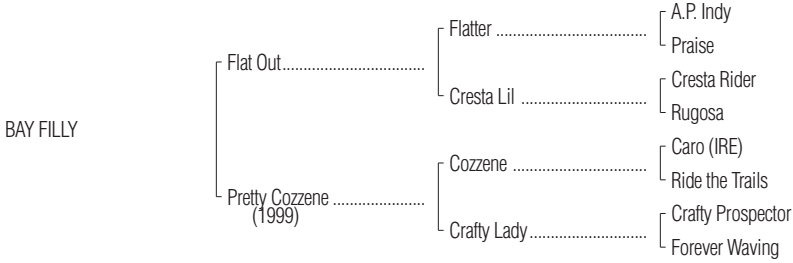 A.P. Indy
Flatter
Praise
Flat Out
Cresta Rider
Cresta Lil
Rugosa
BAY FILLY
Caro (IRE)
Cozzene
Ride the Trails
Pretty Cozzene
(1999)
Crafty Prospector
Crafty Lady
Forever Waving